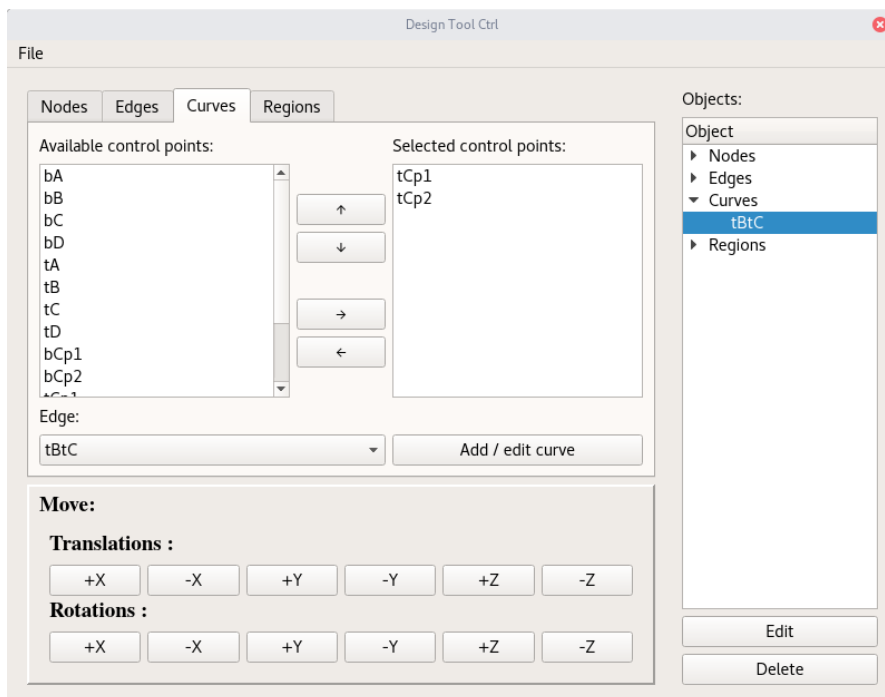 Design Tool Ctrl
File
Nodes Edges Curves Regions
Available control points:
bA
bB
bC
bD
tA
tB
tC
tD
bCp1
bCp2
tCp1
↑
↓
→
←
Selected control points:
tCp1
tCp2
Edge:
tBtC
Add / edit curve
Move:
Translations :
+X -X +Y -Y +Z -Z
Rotations :
+X -X +Y -Y +Z -Z
Objects:
Object
Nodes
Edges
Curves
tBtC
Regions
Edit
Delete